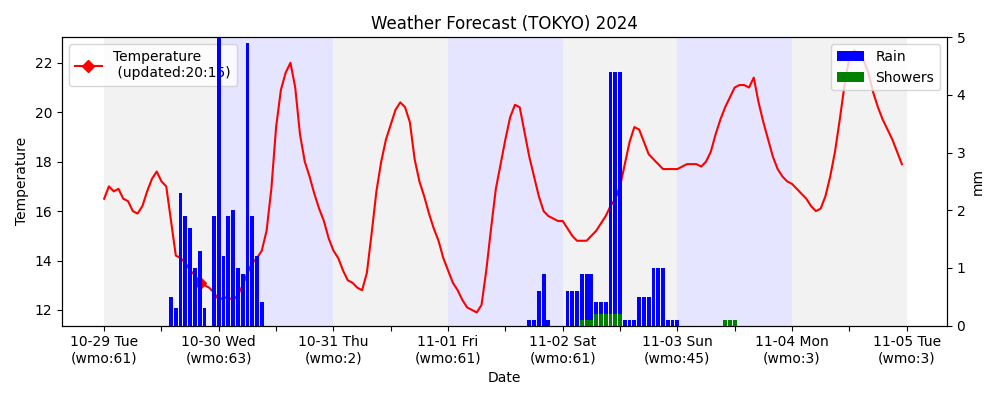 Weather Forecast (TOKYO) 2024
Temperature
(updated:20:15)
Rain
Showers
22
20
18
16
14
12
Temperature
5
4
3
2
1
0
mm
10-29 Tue
(wmo:61)
10-30 Wed
(wmo:63)
10-31 Thu
(wmo:2)
11-01 Fri
(wmo:61)
11-02 Sat
(wmo:61)
11-03 Sun
(wmo:45)
11-04 Mon
(wmo:3)
11-05 Tue
(wmo:3)
Date